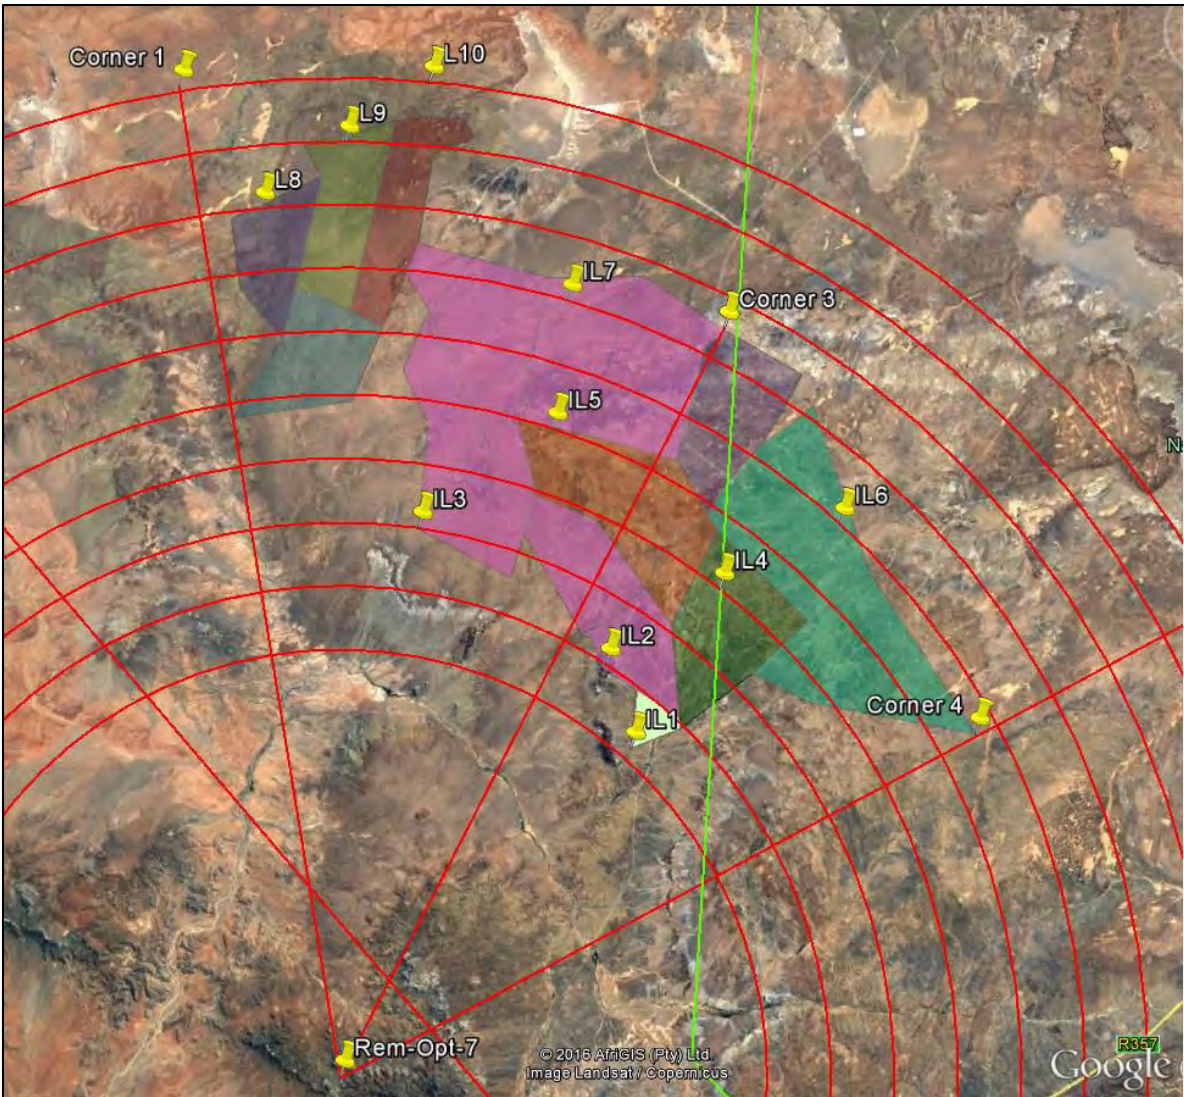 Corner 1
L10
L9
L8
IL7
Corner 3
IL5
IL3
IL6
IL4
IL2
Corner 4
IL1
Rem-Opt-7
© 2016 AfriGIS (Pty) Ltd.
Image Landsat / Copernicus
R357
Google